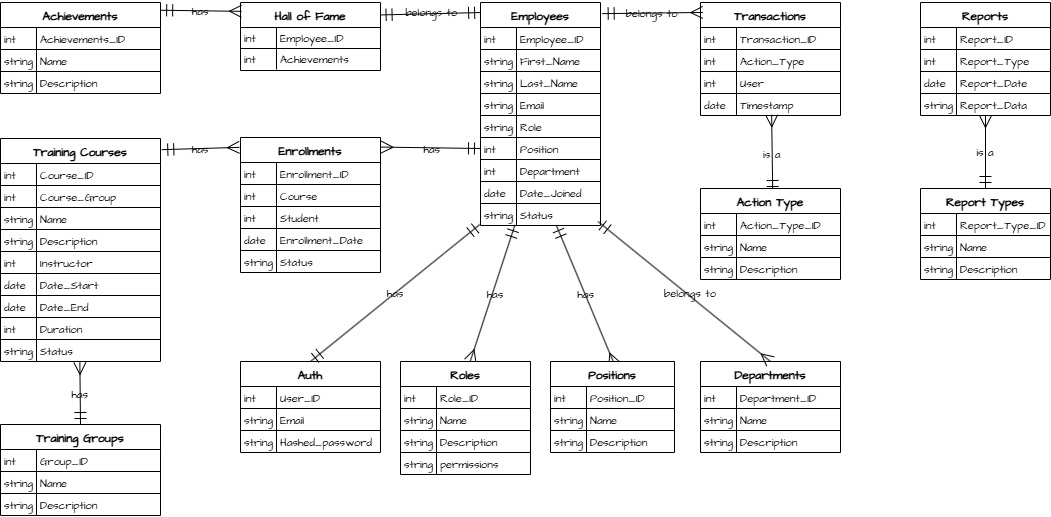 Achievements
int Achievements_ID
string Name
string Description
has
Hall of Fame
int Employee_ID
int Achievements
belongs to
Employees
int Employee_ID
string First_Name
string Last_Name
string Email
string Role
int Position
int Department
date Date_Joined
string Status
belongs to
Transactions
int Transaction_ID
int Action_Type
int User
date Timestamp
Reports
int Report_ID
int Report_Type
date Report_Date
string Report_Data
Training Courses
int Course_ID
int Course_Group
string Name
string Description
int Instructor
date Date_Start
date Date_End
int Duration
string Status
has
Enrollments
int Enrollment_ID
int Course
int Student
date Enrollment_Date
string Status
has
is a
is a
Action Type
int Action_Type_ID
string Name
string Description
Report Types
int Report_Type_ID
string Name
string Description
has
has
has
belongs to
Auth
int User_ID
string Email
string Hashed_password
Roles
int Role_ID
string Name
string Description
string permissions
Positions
int Position_ID
string Name
string Description
Departments
int Department_ID
string Name
string Description
has
Training Groups
int Group_ID
string Name
string Description